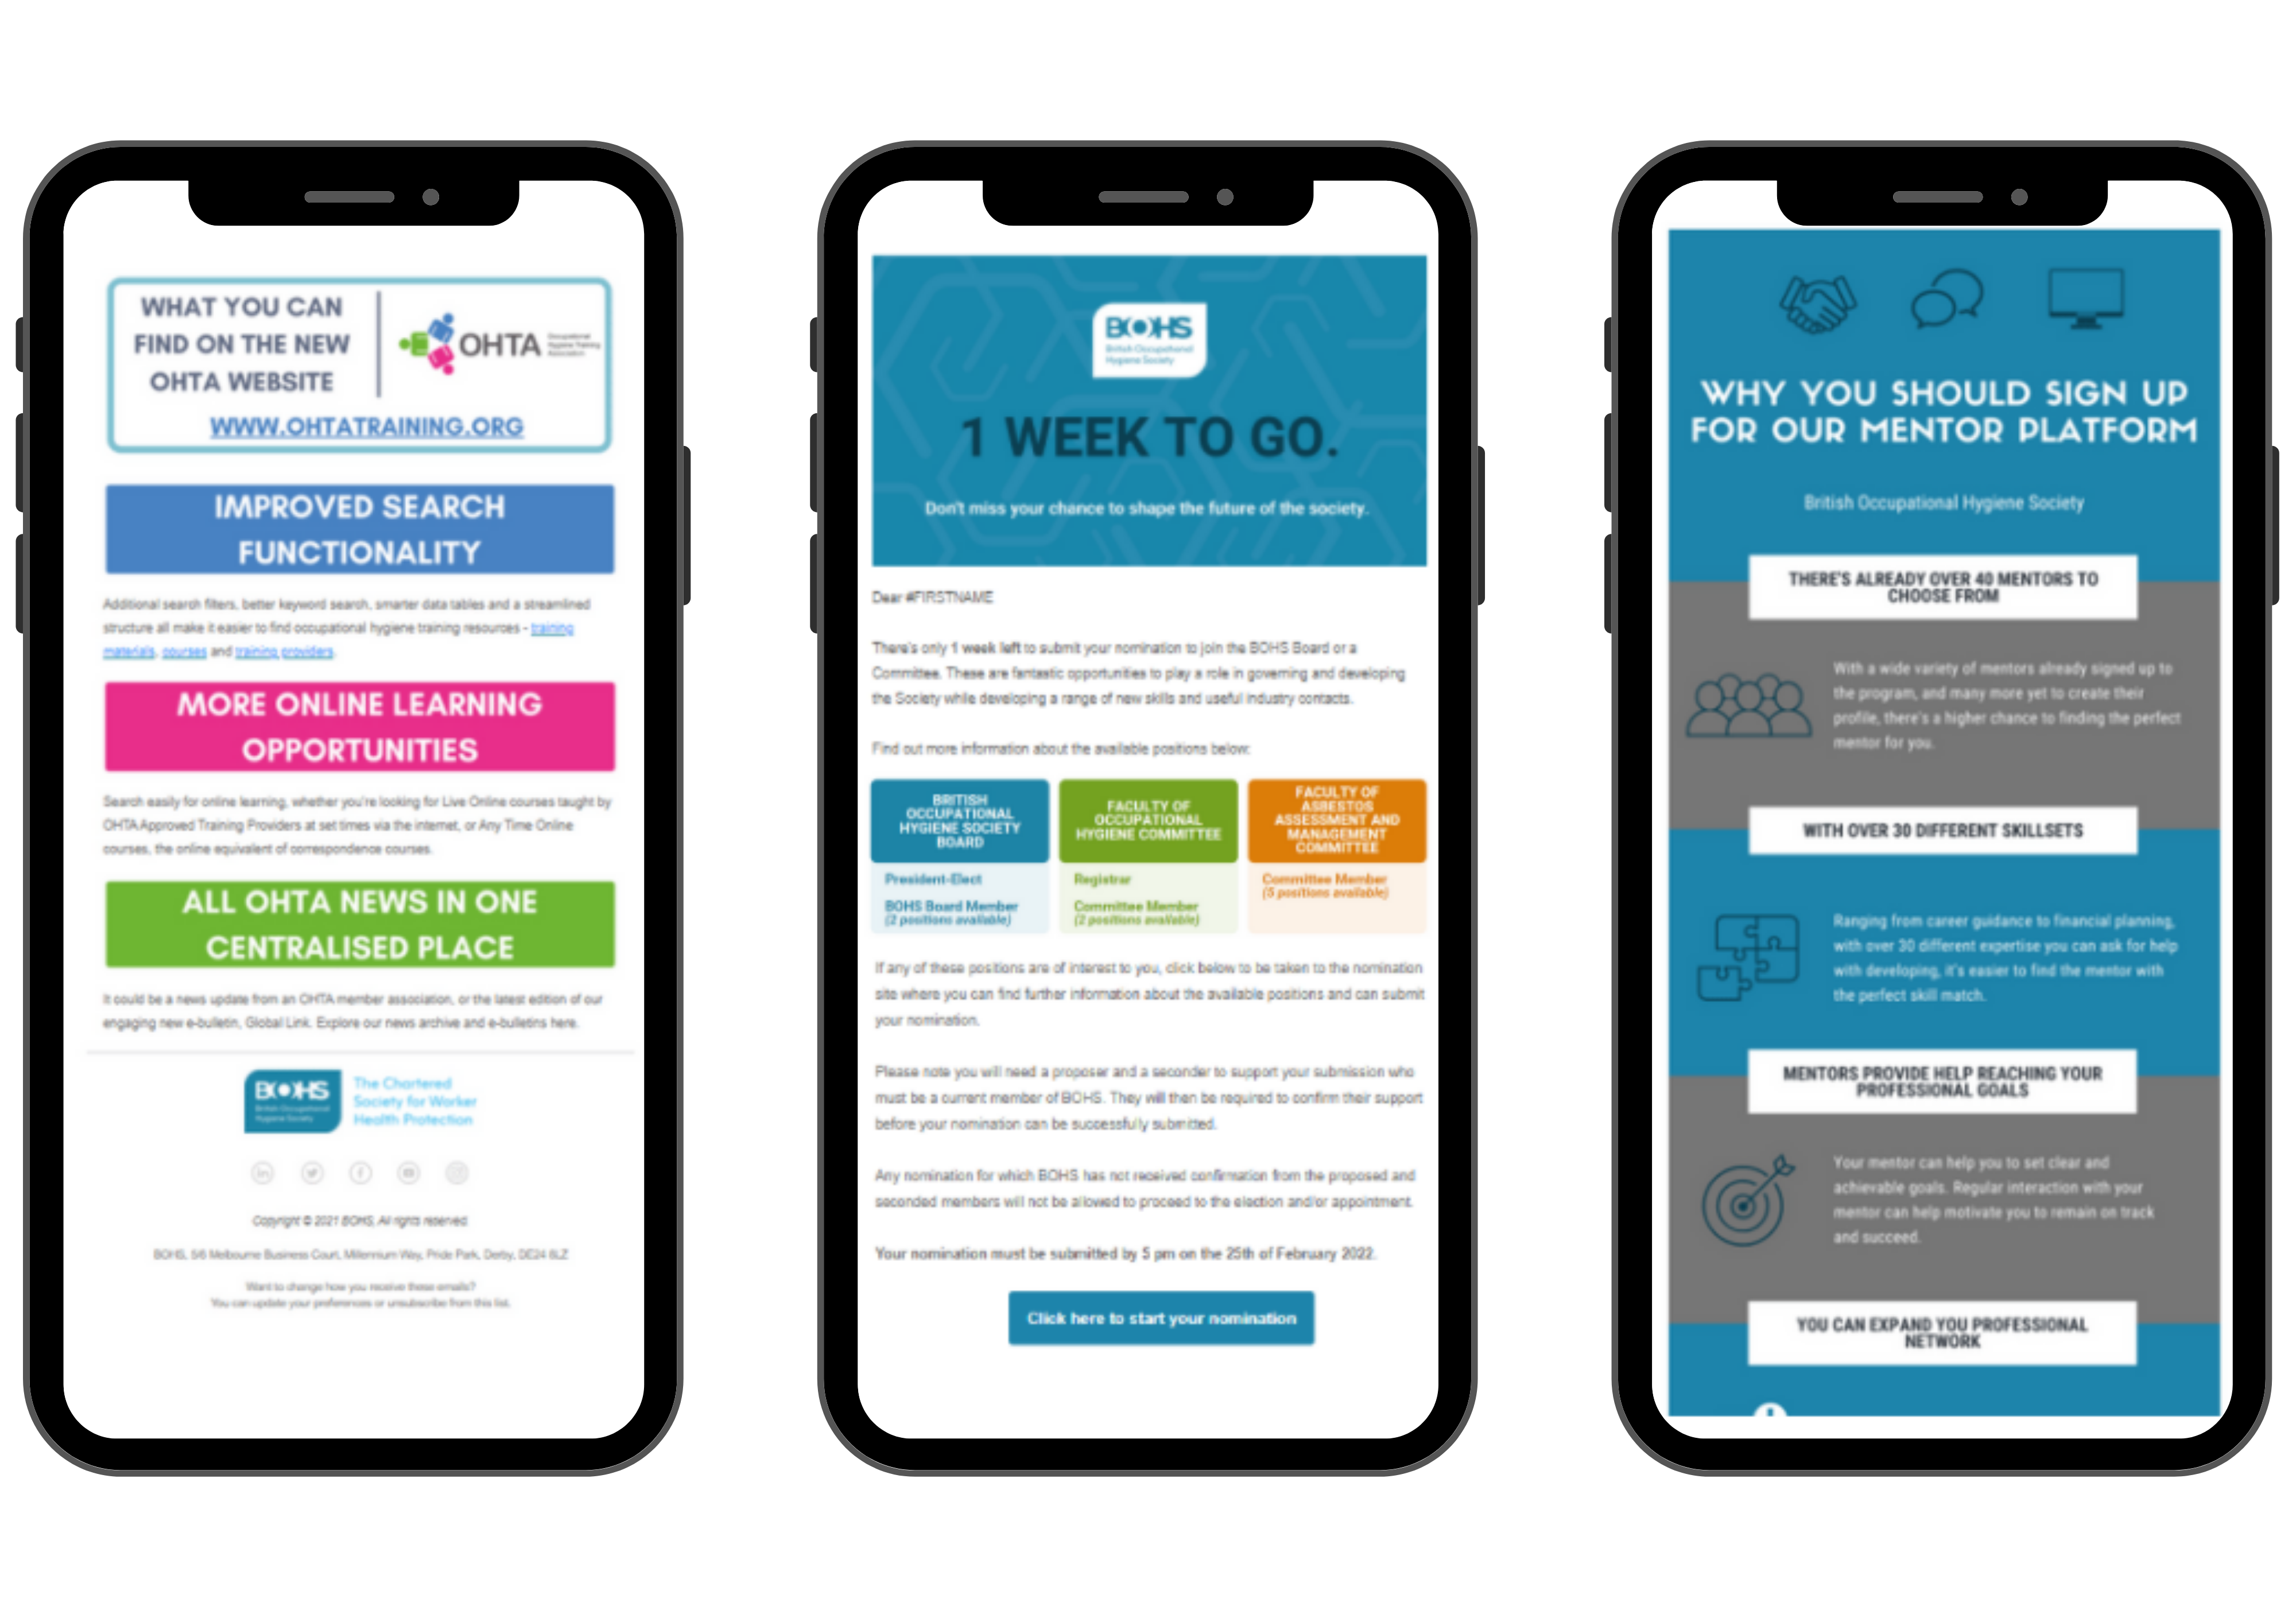 WHAT YOU CAN
FIND ON THE NEW
OHTA WEBSITE
OHTA
Occupational
Hygiene Training
Association
WWW.OHTATRAINING.ORG
IMPROVED SEARCH
FUNCTIONALITY
Additional search filters, better keyword search, smarter data tables and a streamlined
structure all make it easier to find occupational hygiene training resources - training
materials, courses and training providers.
MORE ONLINE LEARNING
OPPORTUNITIES
Search easily for online learning, whether you're looking for Live Online courses taught by
OHTA Approved Training Providers at set times via the internet, or Any Time Online
courses, the online equivalent of correspondence courses.
ALL OHTA NEWS IN ONE
CENTRALISED PLACE
It could be a news update from an OHTA member association, or the latest edition of our
engaging new e-bulletin, Global Link. Explore our news archive and e-bulletins here.
BOHS
British Occupational
Hygiene Society
The Chartered
Society for Worker
Health Protection
Copyright © 2021 BOHS, All rights reserved.
BOHS, 5/6 Melbourne Business Court, Millennium Way, Pride Park, Derby, DE24 8LZ
Want to change how you receive these emails?
You can update your preferences or unsubscribe from this list.
BOHS
British Occupational
Hygiene Society
1 WEEK TO GO.
Don't miss your chance to shape the future of the society.
Dear #FIRSTNAME
There's only 1 week left to submit your nomination to join the BOHS Board or a
Committee. These are fantastic opportunities to play a role in governing and developing
the Society while developing a range of new skills and useful industry contacts.
Find out more information about the available positions below:
BRITISH
OCCUPATIONAL
HYGIENE SOCIETY
BOARD
President-Elect
BOHS Board Member
(2 positions available)
FACULTY OF
OCCUPATIONAL
HYGIENE COMMITTEE
Registrar
Committee Member
(2 positions available)
FACULTY OF
ASBESTOS
ASSESSMENT AND
MANAGEMENT
COMMITTEE
Committee Member
(5 positions available)
If any of these positions are of interest to you, click below to be taken to the nomination
site where you can find further information about the available positions and can submit
your nomination.
Please note you will need a proposer and a seconder to support your submission who
must be a current member of BOHS. They will then be required to confirm their support
before your nomination can be successfully submitted.
Any nomination for which BOHS has not received confirmation from the proposed and
seconded members will not be allowed to proceed to the election and/or appointment.
Your nomination must be submitted by 5 pm on the 25th of February 2022.
Click here to start your nomination
WHY YOU SHOULD SIGN UP
FOR OUR MENTOR PLATFORM
British Occupational Hygiene Society
THERE'S ALREADY OVER 40 MENTORS TO
CHOOSE FROM
With a wide variety of mentors already signed up to
the program, and many more yet to create their
profile, there's a higher chance to finding the perfect
mentor for you.
WITH OVER 30 DIFFERENT SKILLSETS
Ranging from career guidance to financial planning,
with over 30 different expertise you can ask for help
with developing, it's easier to find the mentor with
the perfect skill match.
MENTORS PROVIDE HELP REACHING YOUR
PROFESSIONAL GOALS
Your mentor can help you to set clear and
achievable goals. Regular interaction with your
mentor can help motivate you to remain on track
and succeed.
YOU CAN EXPAND YOU PROFESSIONAL
NETWORK